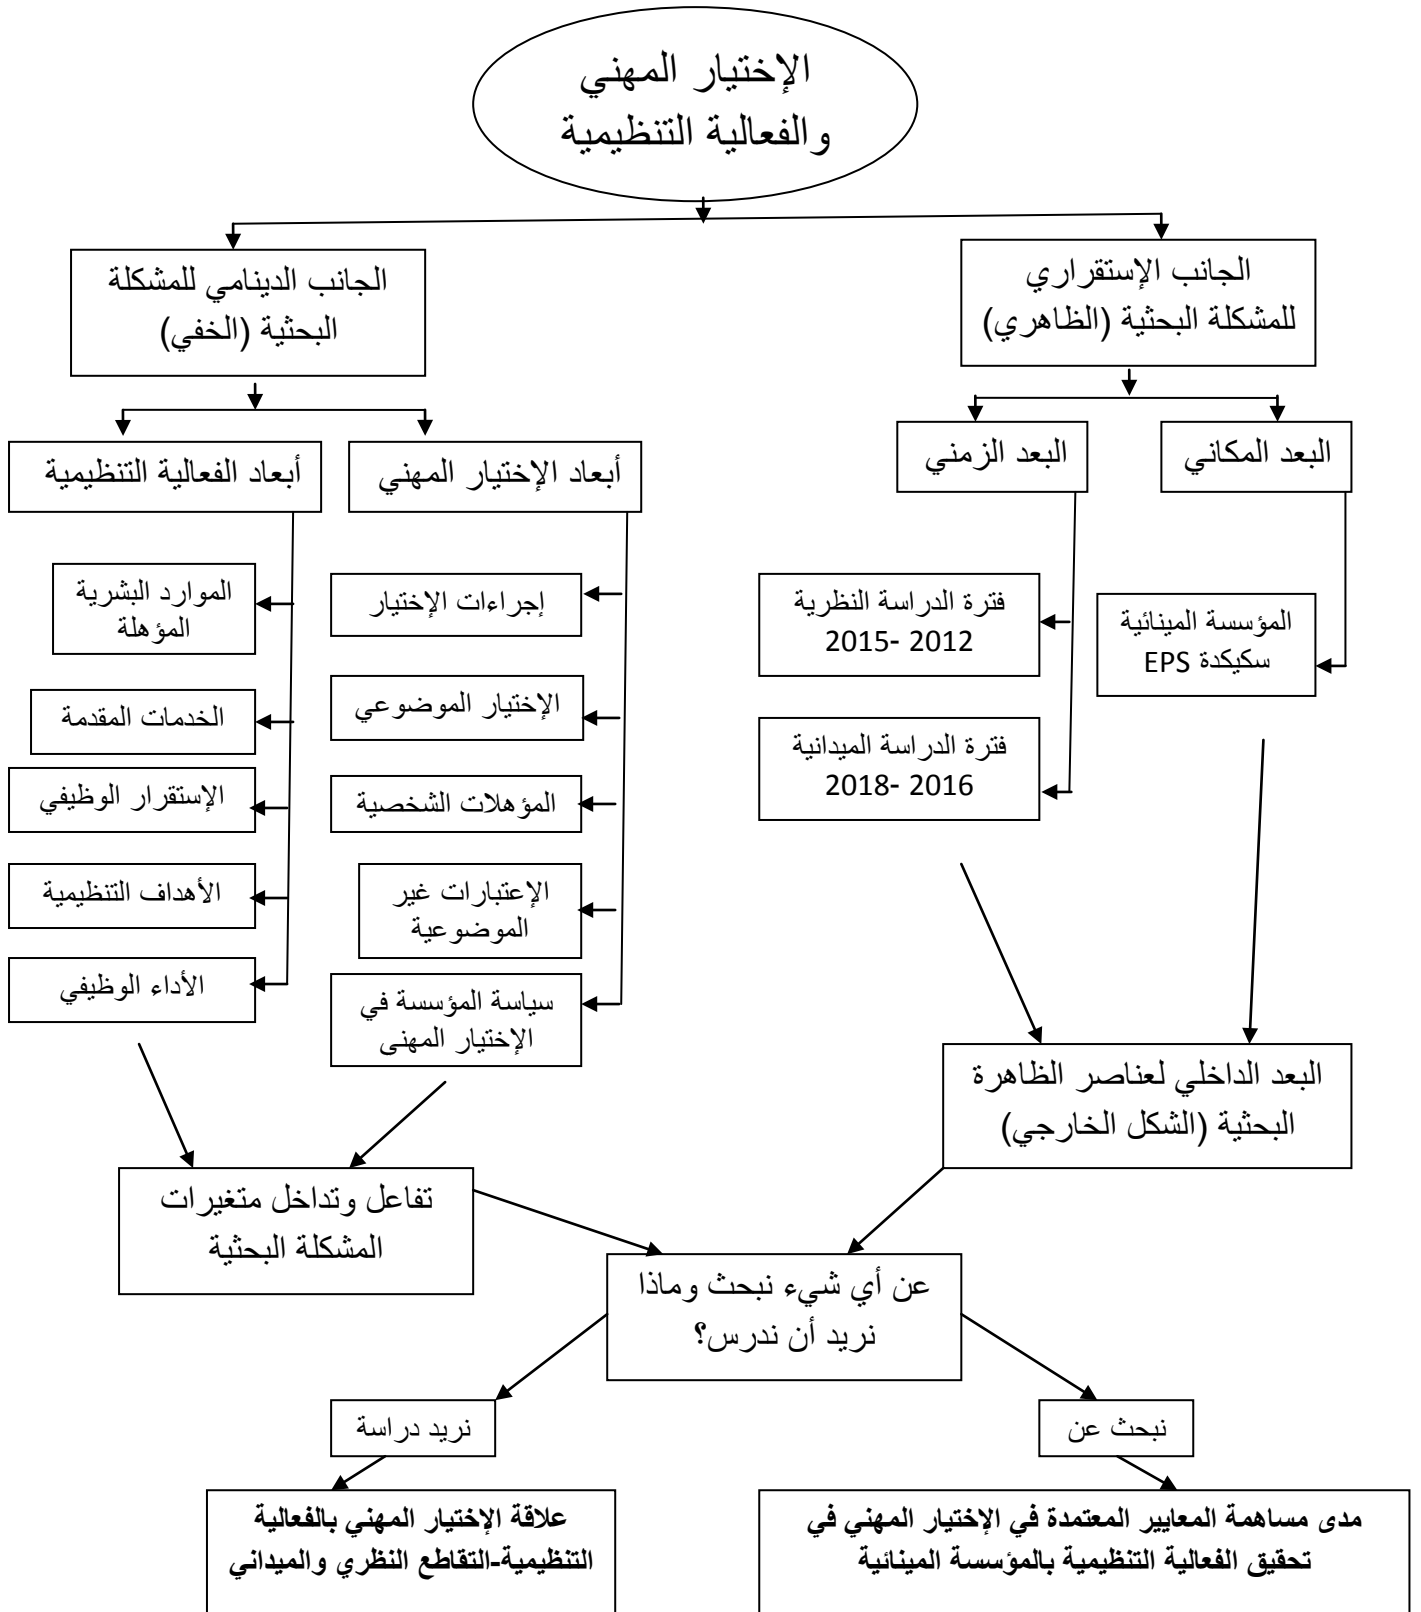 الإختيار المهني
والفعالية التنظيمية
الجانب الإستقراري
للمشكلة البحثية (الظاهري)
الجانب الدينامي للمشكلة
البحثية (الخفي)
البعد المكاني
البعد الزمني
أبعاد الإختيار المهني
أبعاد الفعالية التنظيمية
المؤسسة المينائية
سكيكدة EPS
فترة الدراسة النظرية
2015- 2012
فترة الدراسة الميدانية
2018- 2016
إجراءات الإختيار
الإختيار الموضوعي
المؤهلات الشخصية
الإعتبارات غير
الموضوعية
سياسة المؤسسة في
الإختيار المهنى
الموارد البشرية
المؤهلة
الخدمات المقدمة
الإستقرار الوظيفي
الأهداف التنظيمية
الأداء الوظيفي
البعد الداخلي لعناصر الظاهرة
البحثية (الشكل الخارجي)
تفاعل وتداخل متغيرات
المشكلة البحثية
عن أي شيء نبحث وماذا
نريد أن ندرس؟
نبحث عن
نريد دراسة
مدى مساهمة المعايير المعتمدة في الإختيار المهني في
تحقيق الفعالية التنظيمية بالمؤسسة المينائية
علاقة الإختيار المهني بالفعالية
التنظيمية-التقاطع النظري والميداني